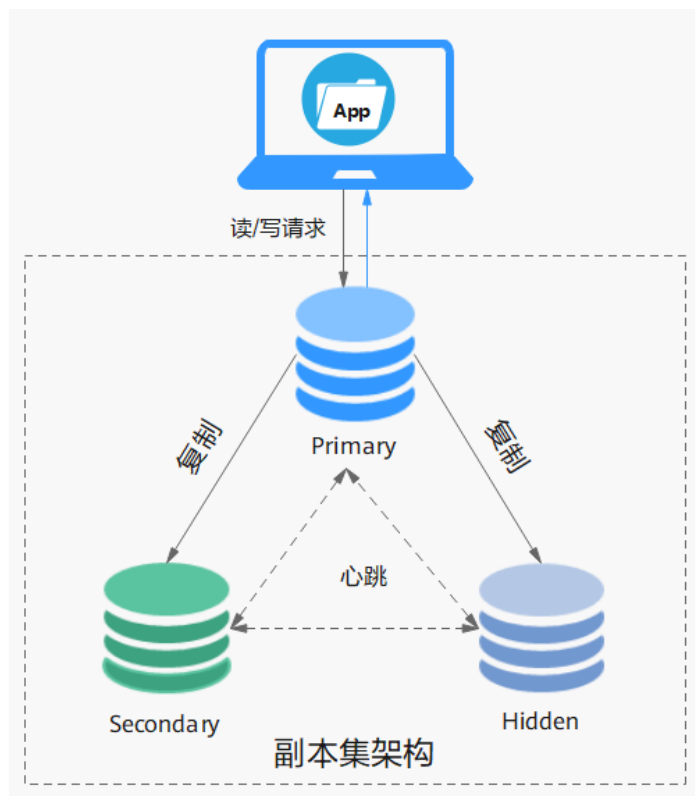 App
读/写请求
Primary
复制
复制
心跳
Secondary
Hidden
副本集架构